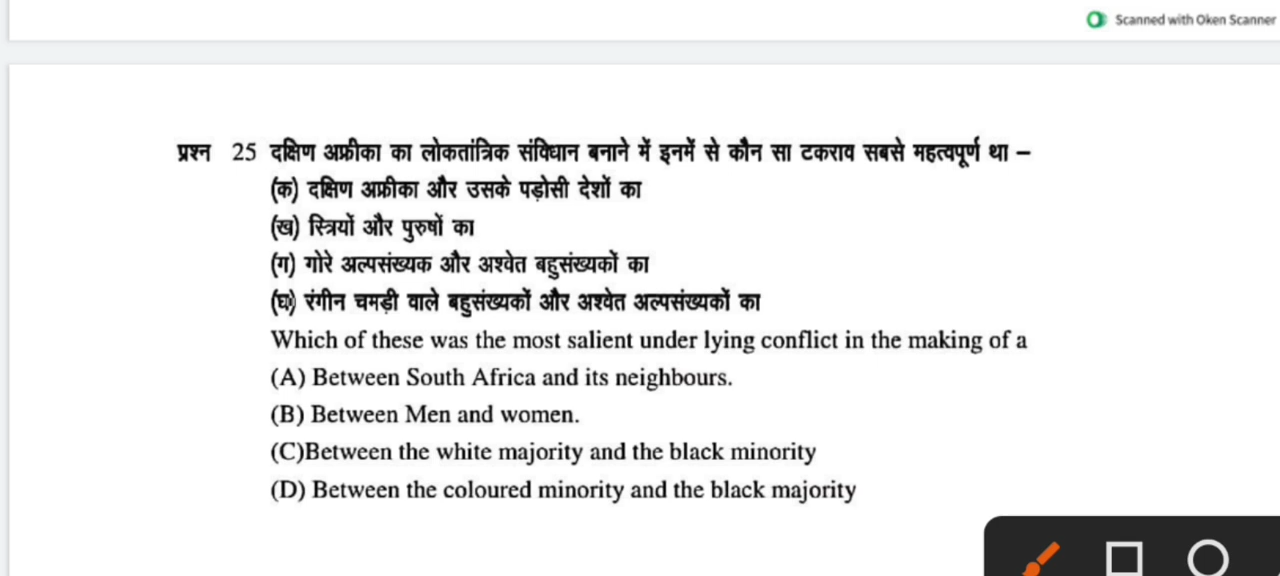 Scanned with Oken Scanner
प्रश्न 25 दक्षिण अफ्रीका का लोकतांत्रिक संविधान बनाने में इनमें से कौन सा टकराव सबसे महत्वपूर्ण था –
(क) दक्षिण अफ्रीका और उसके पड़ोसी देशों का
(ख) स्त्रियों और पुरुषों का
(ग) गोरे अल्पसंख्यक और अश्वेत बहुसंख्यकों का
(घ) रंगीन चमड़ी वाले बहुसंख्यकों और अश्वेत अल्पसंख्यकों का
Which of these was the most salient under lying conflict in the making of a
(A) Between South Africa and its neighbours.
(B) Between Men and women.
(C)Between the white majority and the black minority
(D) Between the coloured minority and the black majority